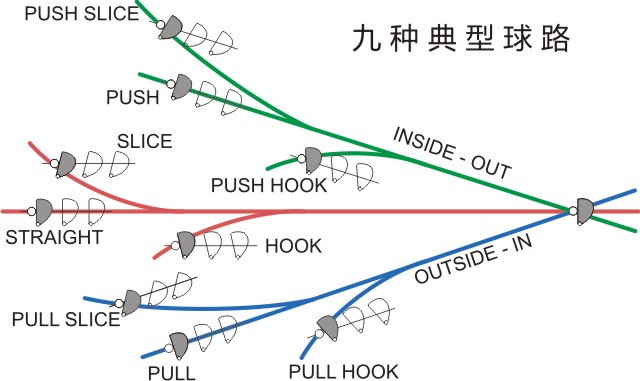 PUSH SLICE
九种典型球路
PUSH
SLICE
INSIDE - OUT
PUSH HOOK
STRAIGHT
HOOK
OUTSIDE - IN
PULL SLICE
PULL
PULL HOOK